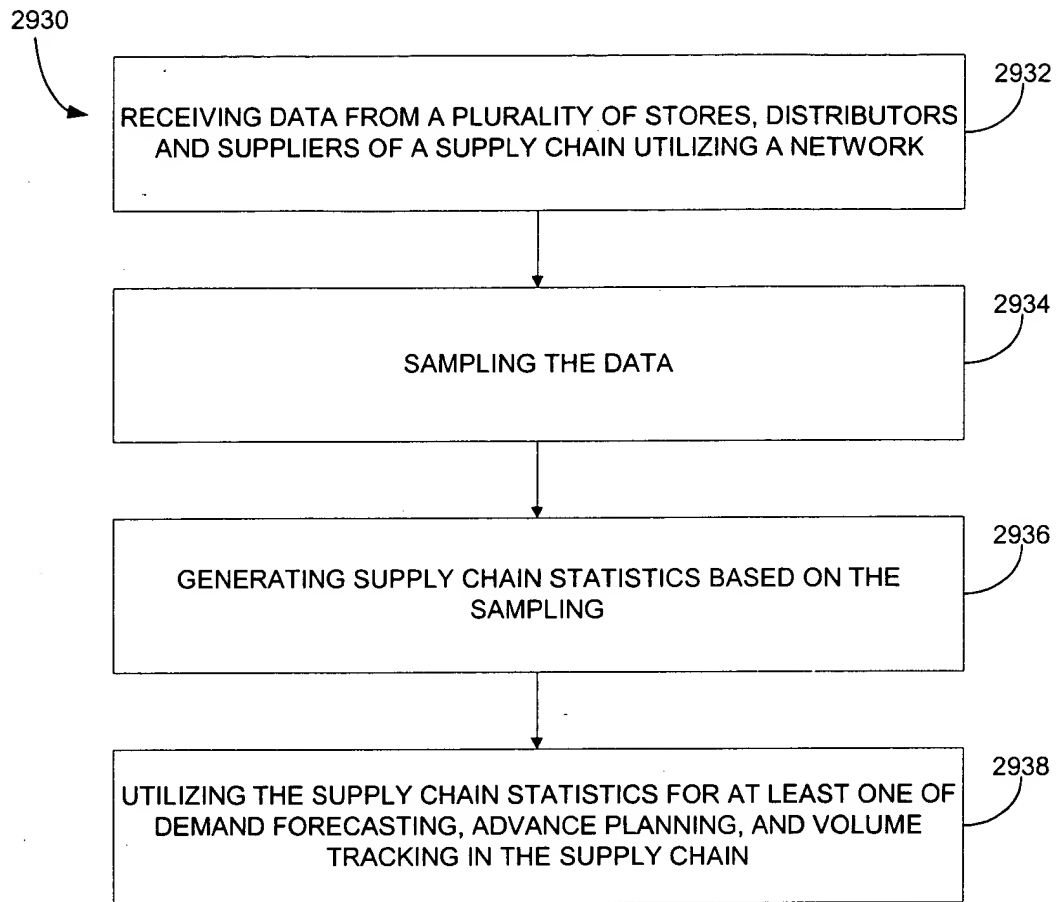 2930
2932
RECEIVING DATA FROM A PLURALITY OF STORES, DISTRIBUTORS
AND SUPPLIERS OF A SUPPLY CHAIN UTILIZING A NETWORK
2934
SAMPLING THE DATA
2936
GENERATING SUPPLY CHAIN STATISTICS BASED ON THE
SAMPLING
2938
UTILIZING THE SUPPLY CHAIN STATISTICS FOR AT LEAST ONE OF
DEMAND FORECASTING, ADVANCE PLANNING, AND VOLUME
TRACKING IN THE SUPPLY CHAIN